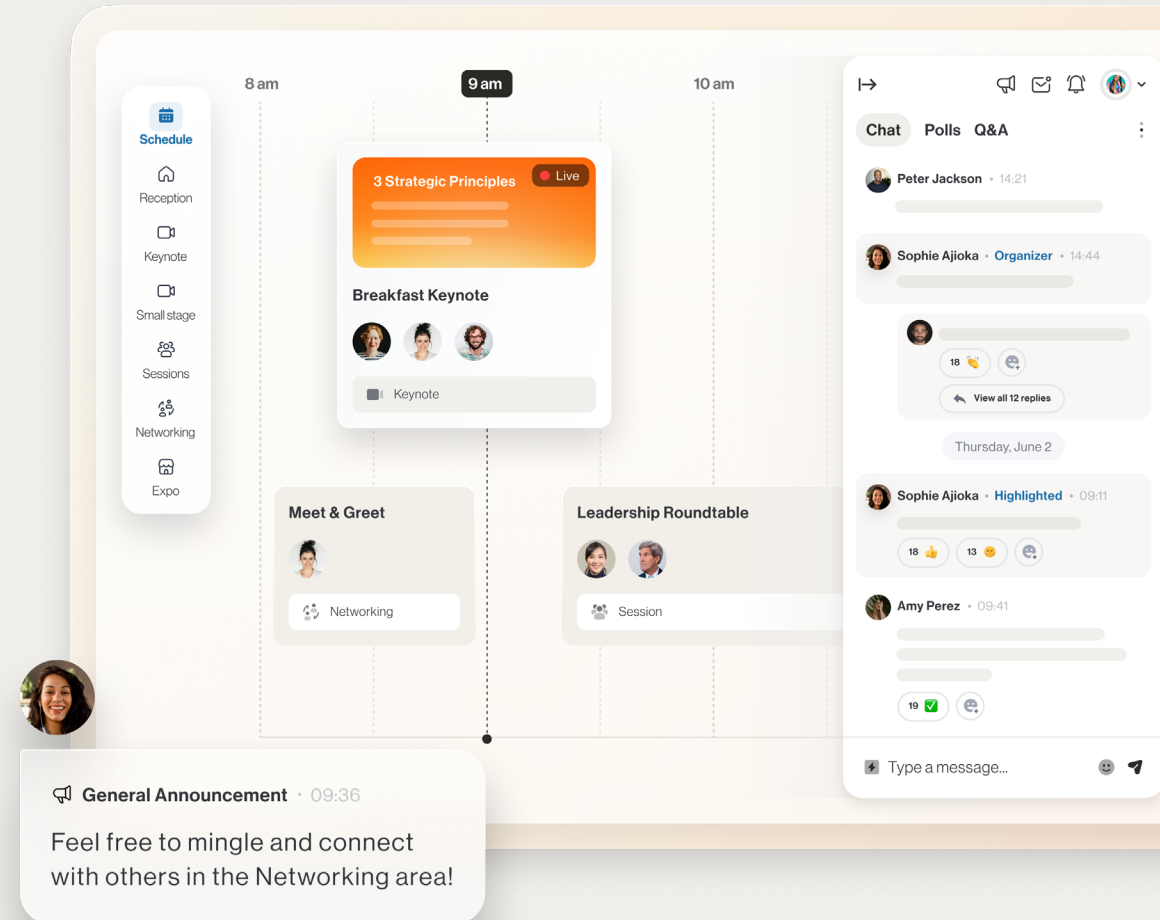 8 am
9 am
10 am
Schedule
Reception
Keynote
Small stage
Sessions
Networking
Expo
3 Strategic Principles
Live
Breakfast Keynote
Keynote
Meet & Greet
Networking
Leadership Roundtable
Session
Chat
Polls
Q&A
Peter Jackson • 14:21
Sophie Ajioka • Organizer • 14:44
18 👏
View all 12 replies
Thursday, June 2
Sophie Ajioka • Highlighted • 09:11
18 👍 13 🤗
Amy Perez • 09:41
19 ✅
Type a message...
General Announcement • 09:36
Feel free to mingle and connect
with others in the Networking area!